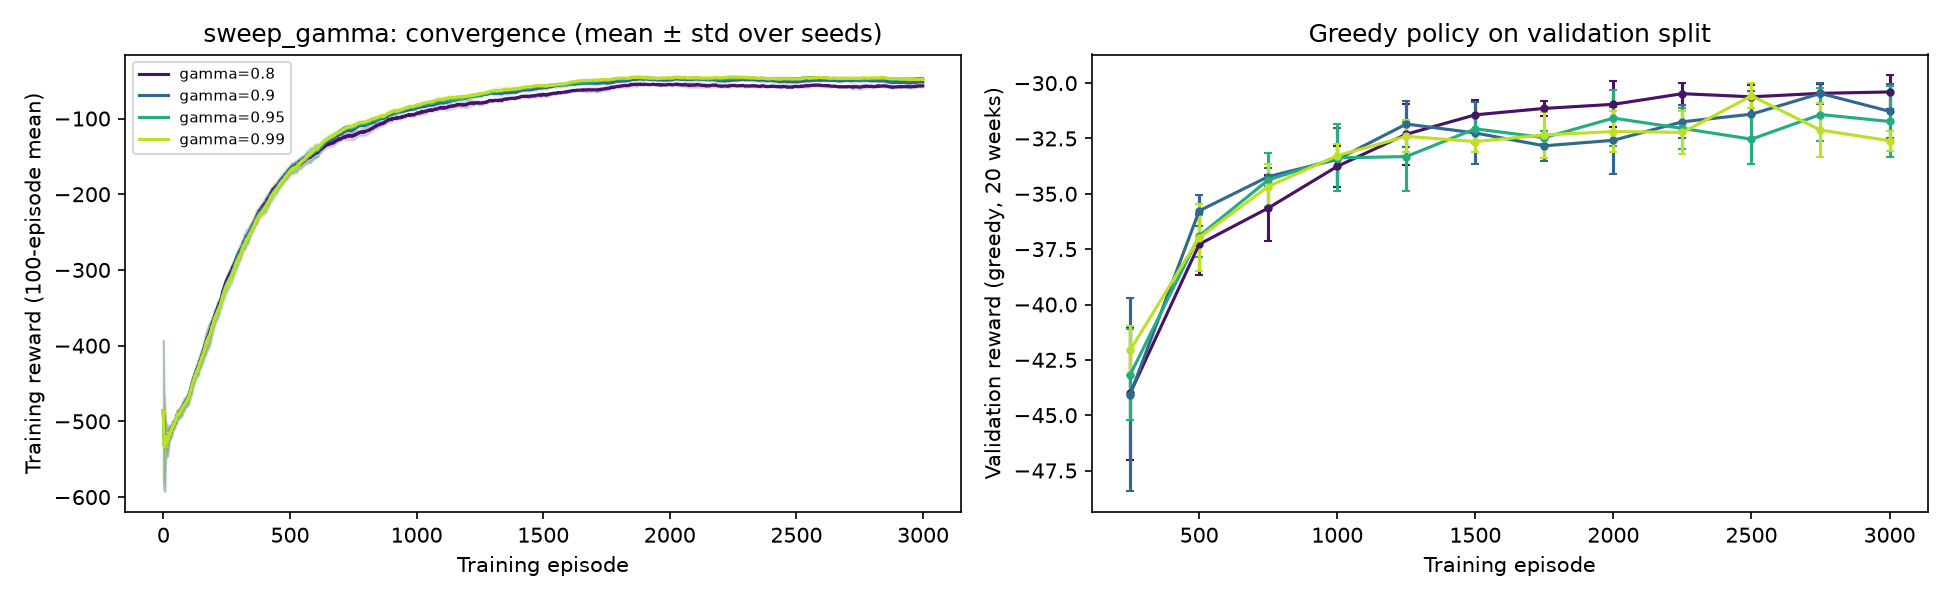 sweep_gamma: convergence (mean ± std over seeds)
gamma=0.8
gamma=0.9
gamma=0.95
gamma=0.99
Training reward (100-episode mean)
−100
−200
−300
−400
−500
−600
0 500 1000 1500 2000 2500 3000
Training episode
Greedy policy on validation split
Validation reward (greedy, 20 weeks)
−30.0
−32.5
−35.0
−37.5
−40.0
−42.5
−45.0
−47.5
500 1000 1500 2000 2500 3000
Training episode